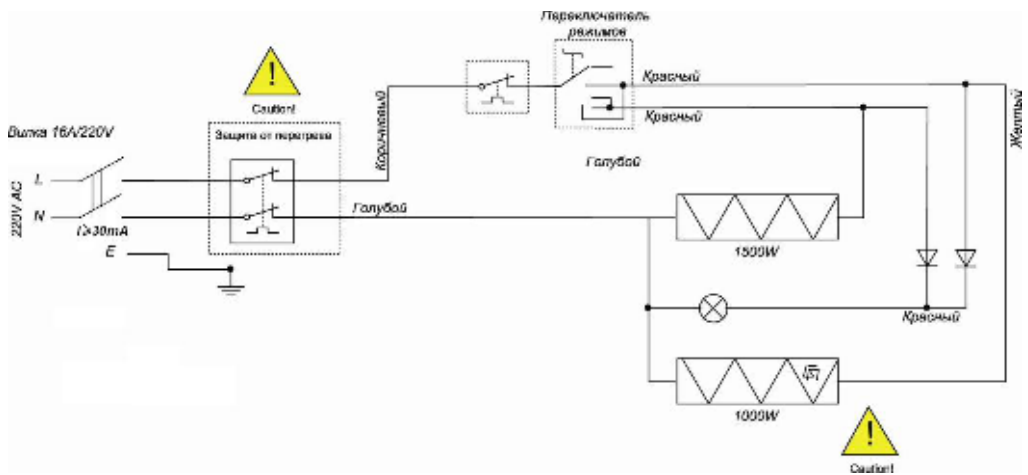 Переключатель
режимов
Красный
Caution!
Красный
Желтый
Коричневый
Вилка 16A/220V
Защита от перегрева
Голубой
220V AC
L
N
Голубой
I≥30mA
E
1500W
Красный
1000W
Caution!